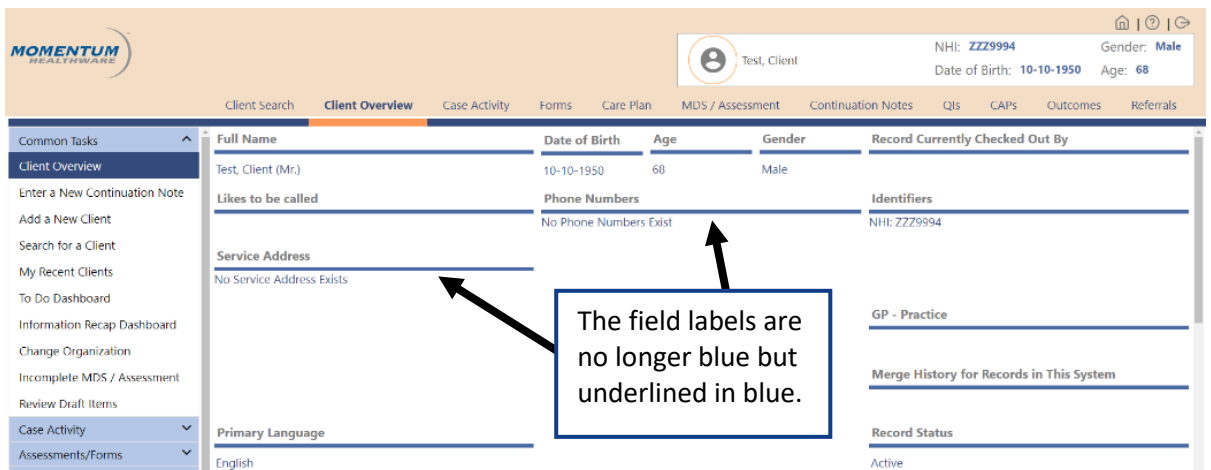 MOMENTUM
HEALTHWARE
Test, Client
NHI: ZZZ9994
Gender: Male
Date of Birth: 10-10-1950
Age: 68
Client Search
Client Overview
Case Activity
Forms
Care Plan
MDS / Assessment
Continuation Notes
QIs
CAPs
Outcomes
Referrals
Common Tasks
Client Overview
Enter a New Continuation Note
Add a New Client
Search for a Client
My Recent Clients
To Do Dashboard
Information Recap Dashboard
Change Organization
Incomplete MDS / Assessment
Review Draft Items
Case Activity
Assessments/Forms
Full Name
Test, Client (Mr.)
Date of Birth
10-10-1950
Age
68
Gender
Male
Record Currently Checked Out By
Likes to be called
Phone Numbers
No Phone Numbers Exist
Identifiers
NHI: ZZZ9994
Service Address
No Service Address Exists
The field labels are
no longer blue but
underlined in blue.
GP - Practice
Merge History for Records in This System
Primary Language
English
Record Status
Active